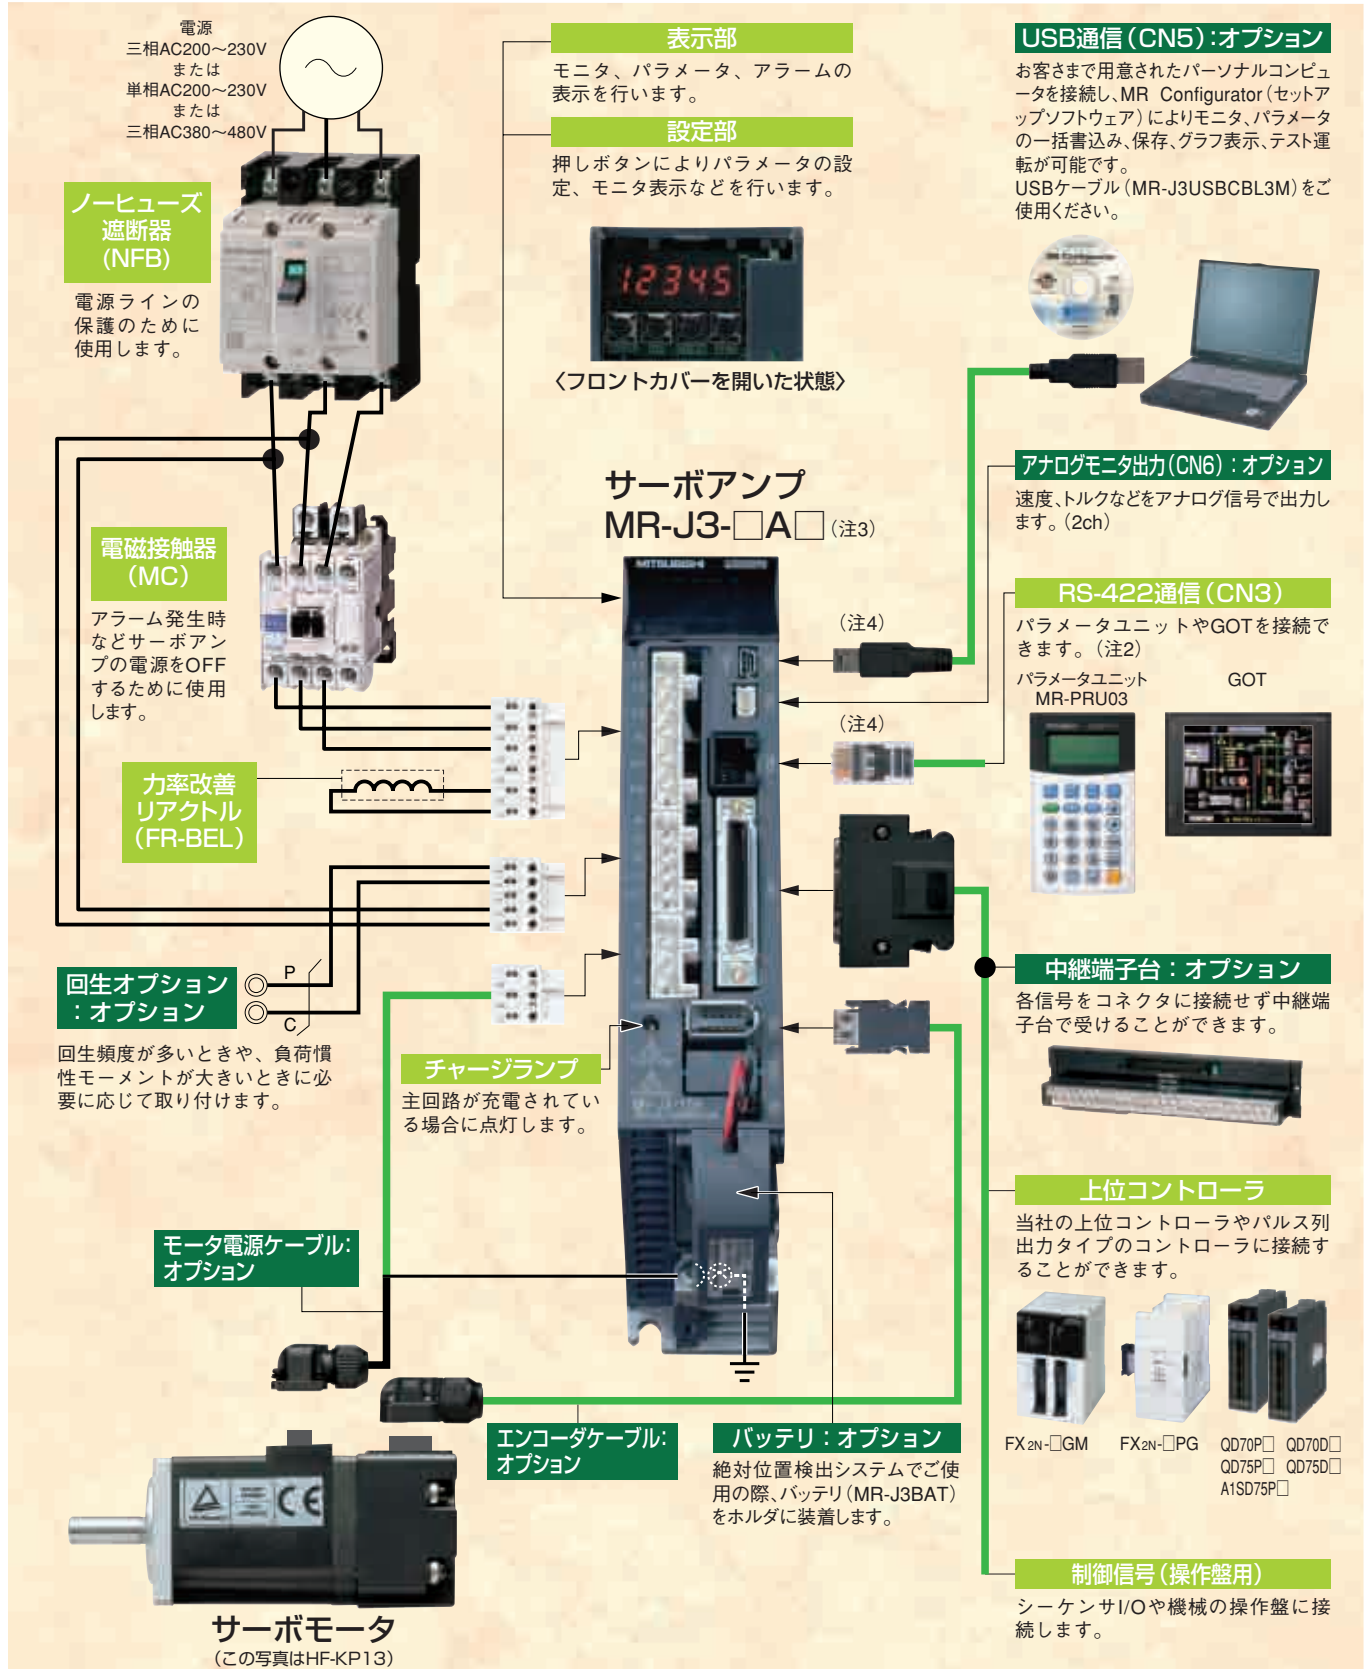 電源
三相AC200～230V
または
単相AC200～230V
または
三相AC380～480V
ノーヒューズ
遮断器
(NFB)
電源ラインの
保護のために
使用します。
電磁接触器
(MC)
アラーム発生時
などサーボアン
プの電源をOFF
するために使用
します。
力率改善
リアクトル
(FR-BEL)
P
C
回生オプション
：オプション
回生頻度が多いときや、負荷慣
性モーメントが大きいときに必
要に応じて取り付けます。
モータ電源ケーブル：
オプション
サーボモータ
(この写真はHF-KP13)
表示部
モニタ、パラメータ、アラームの
表示を行います。
設定部
押しボタンによりパラメータの設
定、モニタ表示などを行います。
12345
〈フロントカバーを開いた状態〉
サーボアンプ
MR-J3-□A□(注3)
MITSUBISHI
(注4)
(注4)
チャージランプ
主回路が充電されてい
る場合に点灯します。
エンコーダケーブル：
オプション
バッテリ：オプション
絶対位置検出システムでご使
用の際、バッテリ(MR-J3BAT)
をホルダに装着します。
USB通信(CN5)：オプション
お客さまで用意されたパーソナルコンピュ
ータを接続し、MR Configurator(セットア
ップソフトウェア)によりモニタ、パラメータ
の一括書込み、保存、グラフ表示、テスト運
転が可能です。
USBケーブル(MR-J3USBCBL3M)をご
使用ください。
アナログモニタ出力(CN6)：オプション
速度、トルクなどをアナログ信号で出力し
ます。(2ch)
RS-422通信(CN3)
パラメータユニットやGOTを接続で
きます。(注2)
パラメータユニット
MR-PRU03
GOT
中継端子台：オプション
各信号をコネクタに接続せず中継端
子台で受けることができます。
上位コントローラ
当社の上位コントローラやパルス列
出力タイプのコントローラに接続す
ることができます。
FX2N-□GM
FX2N-□PG
QD70P□ QD70D□
QD75P□ QD75D□
A1SD75P□
制御信号(操作盤用)
シーケンサI/Oや機械の操作盤に接
続します。
CE